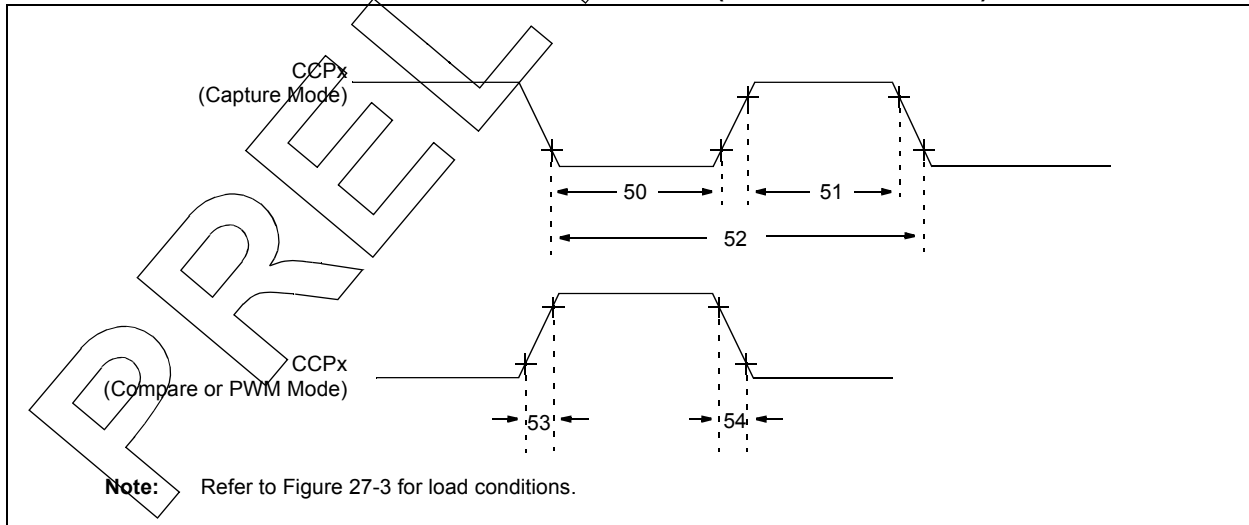 CCPx
(Capture Mode)
50
51
52
CCPx
(Compare or PWM Mode)
53
54
Note: Refer to Figure 27-3 for load conditions.
PREL